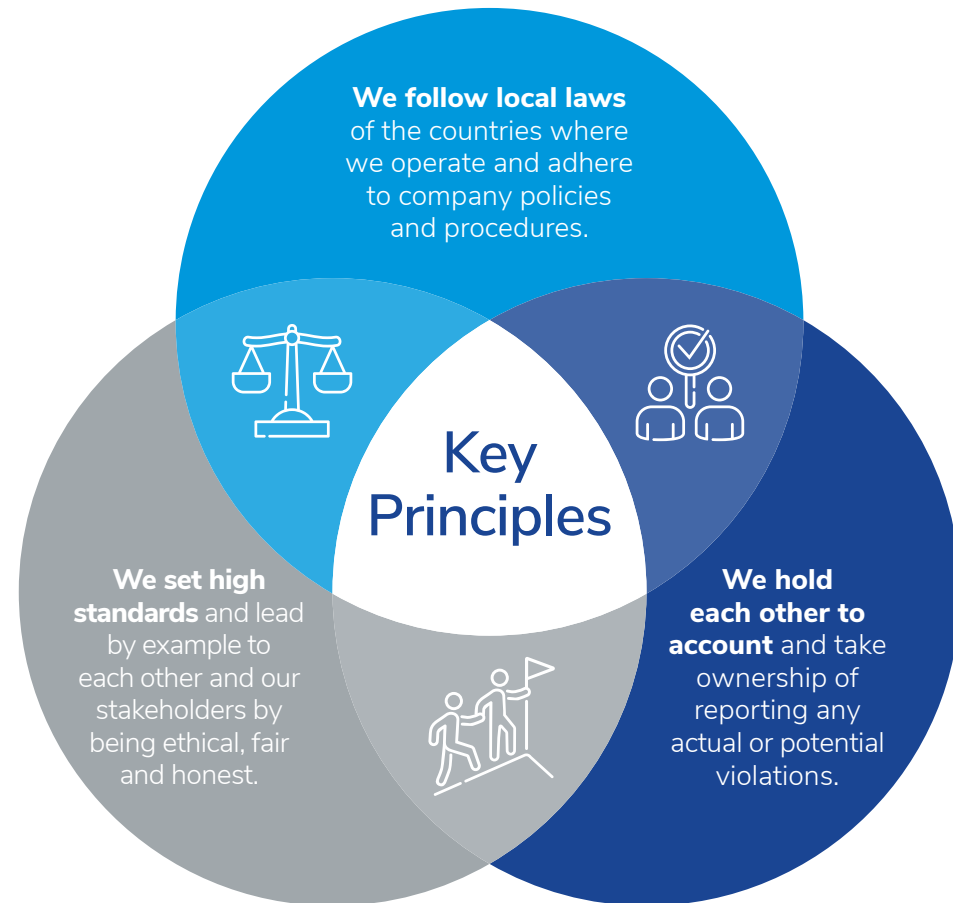 We follow local laws
of the countries where
we operate and adhere
to company policies
and procedures.
Key
Principles
We set high
standards and lead
by example to
each other and our
stakeholders by
being ethical, fair
and honest.
We hold
each other to
account and take
ownership of
reporting any
actual or potential
violations.